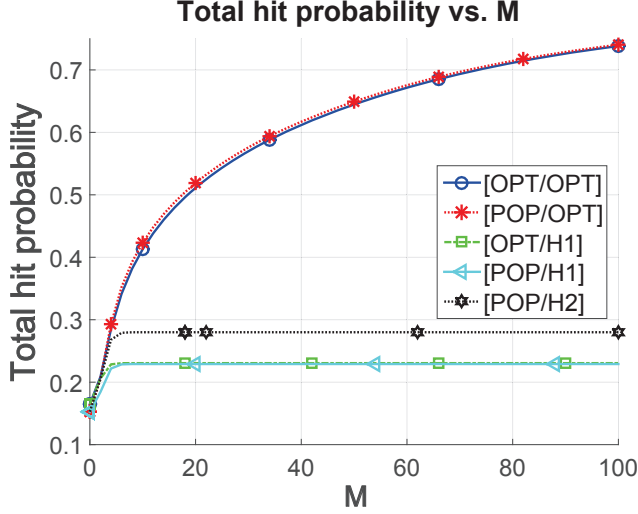 Total hit probability vs. M
Total hit probability
0.7
0.6
0.5
0.4
0.3
0.2
0.1
[OPT/OPT]
[POP/OPT]
[OPT/H1]
[POP/H1]
[POP/H2]
0 20 40 60 80 100
M